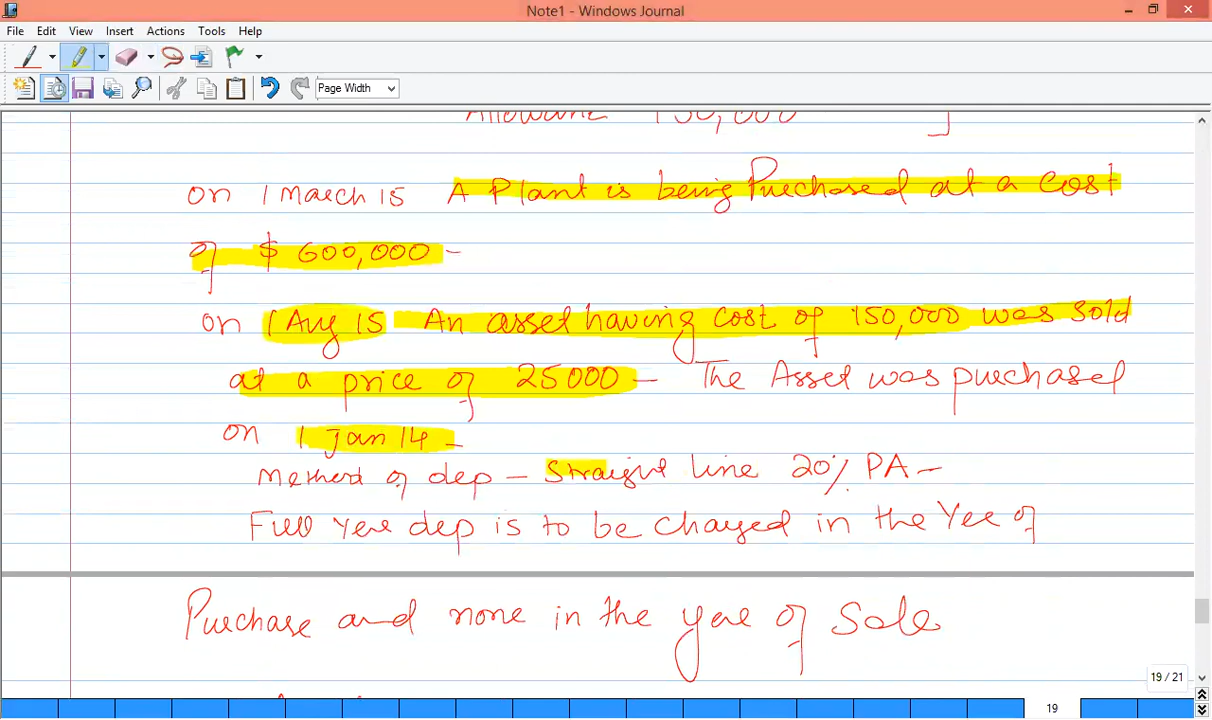 Note1 - Windows Journal
File Edit View Insert Actions Tools Help
Page Width
Allowance 150,000
on 1 March 15 A Plant is being Purchased at a Cost
of $ 600,000 -
on 1 Aug 15 An asset having cost of 150,000 was sold
at a price of 25000 - The Asset was purchased
on 1 Jan 14 -
Method of dep - Straight line 20% PA -
Full Year dep is to be charged in the Year of
Purchase and none in the year of Sale
19 / 21
19